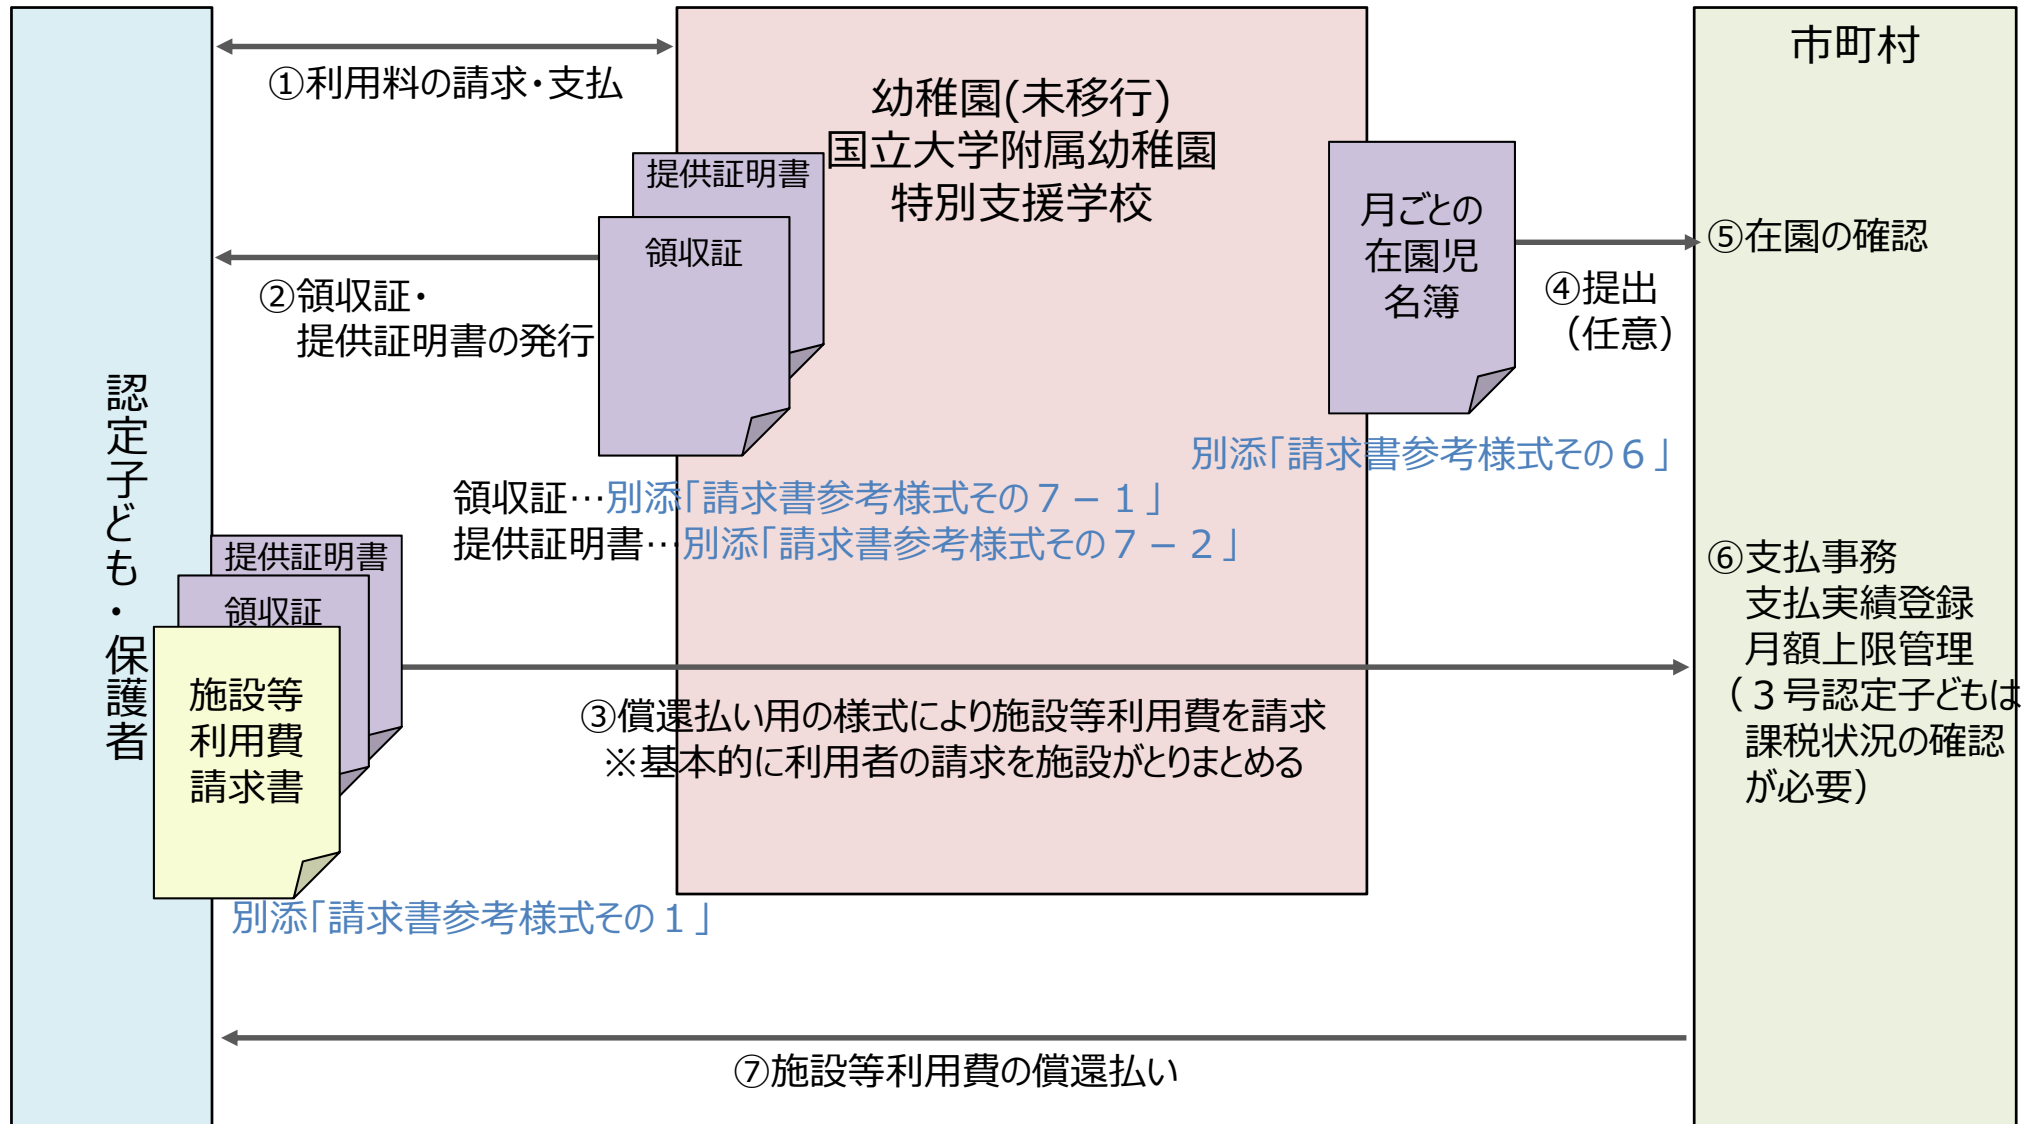 ①利用料の請求・支払
幼稚園(未移行)
国立大学附属幼稚園
特別支援学校
市町村
提供証明書
領収証
②領収証・
提供証明書の発行
月ごとの
在園児
名簿
④提出
（任意）
⑤在園の確認
別添「請求書参考様式その６」
領収証…別添「請求書参考様式その７－１」
提供証明書…別添「請求書参考様式その７－２」
認定子ども・保護者
提供証明書
領収証
施設等
利用費
請求書
③償還払い用の様式により施設等利用費を請求
※基本的に利用者の請求を施設がとりまとめる
⑥支払事務
支払実績登録
月額上限管理
（３号認定子どもは
課税状況の確認
が必要）
別添「請求書参考様式その１」
⑦施設等利用費の償還払い